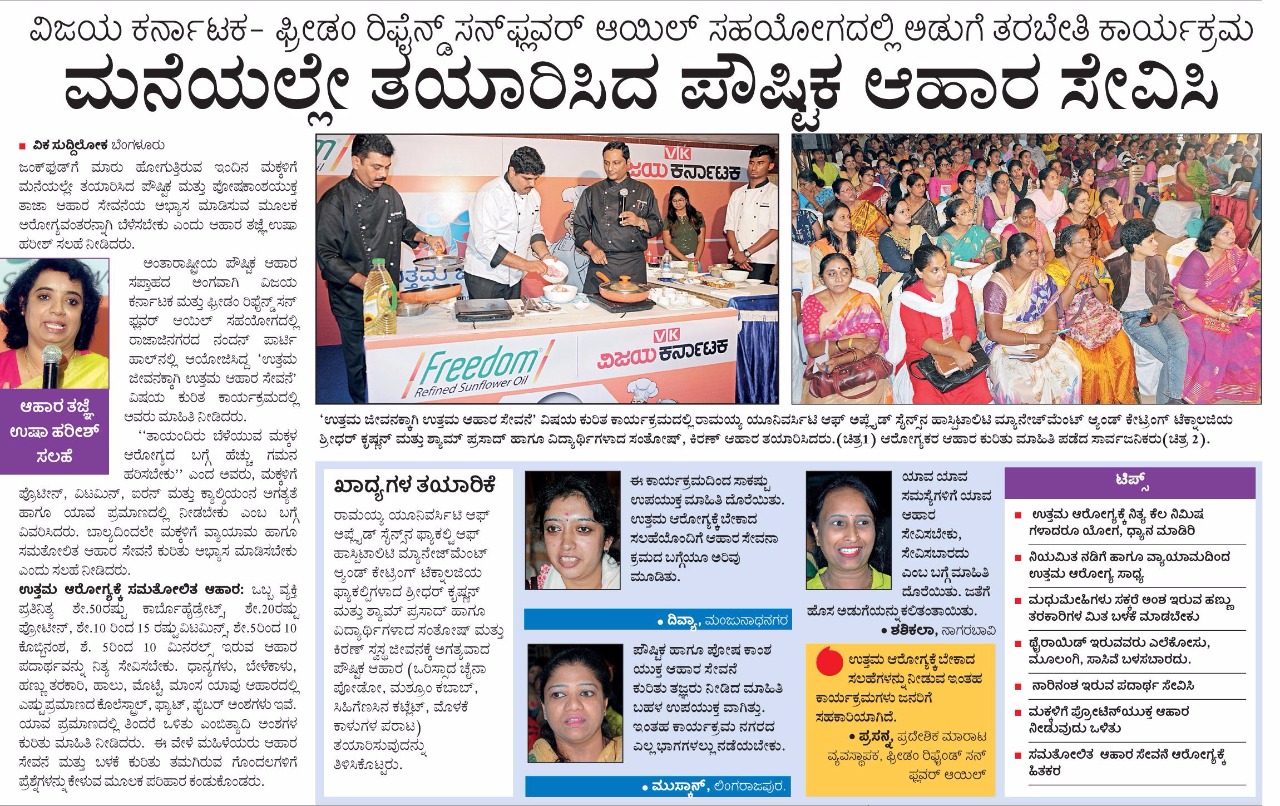 ವಿಜಯ ಕರ್ನಾಟಕ- ಫ್ರೀಡಂ ರಿಫೈನ್ಡ್ ಸನ್‌ಫ್ಲವರ್ ಆಯಿಲ್ ಸಹಯೋಗದಲ್ಲಿ ಅಡುಗೆ ತರಬೇತಿ ಕಾರ್ಯಕ್ರಮ
ಮನೆಯಲ್ಲೇ ತಯಾರಿಸಿದ ಪೌಷ್ಟಿಕ ಆಹಾರ ಸೇವಿಸಿ
■ ವಿಕ ಸುದ್ದಿಲೋಕ ಬೆಂಗಳೂರು
ಜಂಕ್‌ಫುಡ್‌ಗೆ ಮಾರು ಹೋಗುತ್ತಿರುವ ಇಂದಿನ ಮಕ್ಕಳಿಗೆ
ಮನೆಯಲ್ಲೇ ತಯಾರಿಸಿದ ಪೌಷ್ಟಿಕ ಮತ್ತು ಪೋಷಕಾಂಶಯುಕ್ತ
ತಾಜಾ ಆಹಾರ ಸೇವನೆಯ ಅಭ್ಯಾಸ ಮಾಡಿಸುವ ಮೂಲಕ
ಆರೋಗ್ಯವಂತರನ್ನಾಗಿ ಬೆಳೆಸಬೇಕು ಎಂದು ಆಹಾರ ತಜ್ಞೆ ಉಷಾ
ಹರೀಶ್ ಸಲಹೆ ನೀಡಿದರು.
ಅಂತಾರಾಷ್ಟ್ರೀಯ ಪೌಷ್ಟಿಕ ಆಹಾರ
ಸಪ್ತಾಹದ ಅಂಗವಾಗಿ ವಿಜಯ
ಕರ್ನಾಟಕ ಮತ್ತು ಫ್ರೀಡಂ ರಿಫೈನ್ಡ್ ಸನ್
ಫ್ಲವರ್ ಆಯಿಲ್ ಸಹಯೋಗದಲ್ಲಿ
ರಾಜಾಜಿನಗರದ ನಂದನ್ ಪಾರ್ಟಿ
ಹಾಲ್‌ನಲ್ಲಿ ಆಯೋಜಿಸಿದ್ದ 'ಉತ್ತಮ
ಜೀವನಕ್ಕಾಗಿ ಉತ್ತಮ ಆಹಾರ ಸೇವನೆ'
ವಿಷಯ ಕುರಿತ ಕಾರ್ಯಕ್ರಮದಲ್ಲಿ
ಅವರು ಮಾಹಿತಿ ನೀಡಿದರು.
''ತಾಯಂದಿರು ಬೆಳೆಯುವ ಮಕ್ಕಳ
ಆರೋಗ್ಯದ ಬಗ್ಗೆ ಹೆಚ್ಚು ಗಮನ
ಹರಿಸಬೇಕು'' ಎಂದ ಅವರು, ಮಕ್ಕಳಿಗೆ
ಪ್ರೊಟೀನ್, ವಿಟಮಿನ್, ಐರನ್ ಮತ್ತು ಕ್ಯಾಲ್ಶಿಯಂನ ಅಗತ್ಯತೆ
ಹಾಗೂ ಯಾವ ಪ್ರಮಾಣದಲ್ಲಿ ನೀಡಬೇಕು ಎಂಬ ಬಗ್ಗೆ
ವಿವರಿಸಿದರು. ಬಾಲ್ಯದಿಂದಲೇ ಮಕ್ಕಳಿಗೆ ವ್ಯಾಯಾಮ ಹಾಗೂ
ಸಮತೋಲಿತ ಆಹಾರ ಸೇವನೆ ಕುರಿತು ಅಭ್ಯಾಸ ಮಾಡಿಸಬೇಕು
ಎಂದು ಸಲಹೆ ನೀಡಿದರು.
ಉತ್ತಮ ಆರೋಗ್ಯಕ್ಕೆ ಸಮತೋಲಿತ ಆಹಾರ: ಒಬ್ಬ ವ್ಯಕ್ತಿ
ಪ್ರತಿನಿತ್ಯ ಶೇ.50ರಷ್ಟು ಕಾರ್ಬೊಹೈಡ್ರೇಟ್ಸ್, ಶೇ.20ರಷ್ಟು
ಪ್ರೋಟೀನ್, ಶೇ.10 ರಿಂದ 15 ರಷ್ಟು ವಿಟಮಿನ್ಸ್, ಶೇ.5ರಿಂದ 10
ಕೊಬ್ಬಿನಂಶ, ಶೆ. 5ರಿಂದ 10 ಮಿನರಲ್ಸ್ ಇರುವ ಆಹಾರ
ಪದಾರ್ಥವನ್ನು ನಿತ್ಯ ಸೇವಿಸಬೇಕು. ಧಾನ್ಯಗಳು, ಬೇಳೆಕಾಳು,
ಹಣ್ಣು ತರಕಾರಿ, ಹಾಲು, ಮೊಟ್ಟೆ, ಮಾಂಸ ಯಾವು ಆಹಾರದಲ್ಲಿ
ಎಷ್ಟು ಪ್ರಮಾಣದ ಕೊಲೆಸ್ಟ್ರಾಲ್, ಫ್ಯಾಟ್, ಫೈಬರ್ ಅಂಶಗಳು ಇವೆ.
ಯಾವ ಪ್ರಮಾಣದಲ್ಲಿ ತಿಂದರೆ ಒಳಿತು ಎಂಬಿತ್ಯಾದಿ ಅಂಶಗಳ
ಕುರಿತು ಮಾಹಿತಿ ನೀಡಿದರು. ಈ ವೇಳೆ ಮಹಿಳೆಯರು ಆಹಾರ
ಸೇವನೆ ಮತ್ತು ಬಳಕೆ ಕುರಿತು ತಮಗಿರುವ ಗೊಂದಲಗಳಿಗೆ
ಪ್ರಶ್ನೆಗಳನ್ನು ಕೇಳುವ ಮೂಲಕ ಪರಿಹಾರ ಕಂಡುಕೊಂಡರು.
ಆಹಾರ ತಜ್ಞೆ
ಉಷಾ ಹರೀಶ್
ಸಲಹೆ
VK
ವಿಜಯ ಕರ್ನಾಟಕ
Freedom
Refined Sunflower Oil
VK
ವಿಜಯ ಕರ್ನಾಟಕ
'ಉತ್ತಮ ಜೀವನಕ್ಕಾಗಿ ಉತ್ತಮ ಆಹಾರ ಸೇವನೆ' ವಿಷಯ ಕುರಿತ ಕಾರ್ಯಕ್ರಮದಲ್ಲಿ ರಾಮಯ್ಯ ಯೂನಿವರ್ಸಿಟಿ ಆಫ್ ಅಪ್ಲೈಡ್ ಸೈನ್ಸ್‌ನ ಹಾಸ್ಪಿಟಾಲಿಟಿ ಮ್ಯಾನೇಜ್‌ಮೆಂಟ್ ಆ್ಯಂಡ್ ಕೇಟ್ರಿಂಗ್ ಟೆಕ್ನಾಲಜಿಯ
ಶ್ರೀಧರ್ ಕೃಷ್ಣನ್ ಮತ್ತು ಶ್ಯಾಮ್ ಪ್ರಸಾದ್ ಹಾಗೂ ವಿದ್ಯಾರ್ಥಿಗಳಾದ ಸಂತೋಷ್, ಕಿರಣ್ ಆಹಾರ ತಯಾರಿಸಿದರು.(ಚಿತ್ರ1) ಆರೋಗ್ಯಕರ ಆಹಾರ ಕುರಿತು ಮಾಹಿತಿ ಪಡೆದ ಸಾರ್ವಜನಿಕರು(ಚಿತ್ರ 2).
ಖಾದ್ಯಗಳ ತಯಾರಿಕೆ
ರಾಮಯ್ಯ ಯೂನಿವರ್ಸಿಟಿ ಆಫ್
ಅಪ್ಲೈಡ್ ಸೈನ್ಸ್‌ನ ಫ್ಯಾಕಲ್ಟಿ ಆಫ್
ಹಾಸ್ಪಿಟಾಲಿಟಿ ಮ್ಯಾನೇಜ್‌ಮೆಂಟ್
ಆ್ಯಂಡ್ ಕೇಟ್ರಿಂಗ್ ಟೆಕ್ನಾಲಜಿಯ
ಫ್ಯಾಕಲ್ಟಿಗಳಾದ ಶ್ರೀಧರ್ ಕೃಷ್ಣನ್
ಮತ್ತು ಶ್ಯಾಮ್ ಪ್ರಸಾದ್ ಹಾಗೂ
ವಿದ್ಯಾರ್ಥಿಗಳಾದ ಸಂತೋಷ್ ಮತ್ತು
ಕಿರಣ್ ಸ್ವಸ್ಥ ಜೀವನಕ್ಕೆ ಅಗತ್ಯವಾದ
ಪೌಷ್ಟಿಕ ಆಹಾರ (ಒರಿಸ್ಸಾದ ಚೈನಾ
ಪೋಡೋ, ಮಶ್ರೂಂ ಕಬಾಬ್,
ಸಿಹಿಗೆಣಸಿನ ಕಟ್ಲೆಟ್, ಮೊಳಕೆ
ಕಾಳುಗಳ ಪರಾಟ)
ತಯಾರಿಸುವುದನ್ನು
ತಿಳಿಸಿಕೊಟ್ಟರು.
ಈ ಕಾರ್ಯಕ್ರಮದಿಂದ ಸಾಕಷ್ಟು
ಉಪಯುಕ್ತ ಮಾಹಿತಿ ದೊರೆಯಿತು.
ಉತ್ತಮ ಆರೋಗ್ಯಕ್ಕೆ ಬೇಕಾದ
ಸಲಹೆಯೊಂದಿಗೆ ಆಹಾರ ಸೇವನಾ
ಕ್ರಮದ ಬಗ್ಗೆಯೂ ಅರಿವು
ಮೂಡಿತು.
● ದಿವ್ಯಾ, ಮಂಜುನಾಧನಗರ
ಪೌಷ್ಟಿಕ ಹಾಗೂ ಪೋಷ ಕಾಂಶ
ಯುಕ್ತ ಆಹಾರ ಸೇವನೆ
ಕುರಿತು ತಜ್ಞರು ನೀಡಿದ ಮಾಹಿತಿ
ಬಹಳ ಉಪಯುಕ್ತ ವಾಗಿತ್ತು.
ಇಂತಹ ಕಾರ್ಯಕ್ರಮ ನಗರದ
ಎಲ್ಲ ಭಾಗಗಳಲ್ಲು ನಡೆಯಬೇಕು.
● ಮುಸ್ಕಾನ್, ಲಿಂಗರಾಜಪುರ.
ಯಾವ ಯಾವ
ಸಮಸ್ಯೆಗಳಿಗೆ ಯಾವ
ಆಹಾರ
ಸೇವಿಸಬೇಕು,
ಸೇವಿಸಬಾರದು
ಎಂಬ ಬಗ್ಗೆ ಮಾಹಿತಿ
ದೊರೆಯಿತು. ಜತೆಗೆ
ಹೊಸ ಅಡುಗೆಯನ್ನು ಕಲಿತಂತಾಯಿತು.
● ಶಶಿಕಲಾ, ನಾಗರಬಾವಿ
ಉತ್ತಮ ಆರೋಗ್ಯಕ್ಕೆ ಬೇಕಾದ
ಸಲಹೆಗಳನ್ನು ನೀಡುವ ಇಂತಹ
ಕಾರ್ಯಕ್ರಮಗಳು ಜನರಿಗೆ
ಸಹಕಾರಿಯಾಗಿದೆ.
● ಪ್ರಸನ್ನ, ಪ್ರದೇಶಿಕ ಮಾರಾಟ
ವ್ಯವಸ್ಥಾಪಕ, ಫ್ರೀಡಂ ರಿಫೈಂಡ್ ಸನ್
ಫ್ಲವರ್ ಆಯಿಲ್
ಟಿಪ್ಸ್
■ ಉತ್ತಮ ಆರೋಗ್ಯಕ್ಕೆ ನಿತ್ಯ ಕೆಲ ನಿಮಿಷ
ಗಳಾದರೂ ಯೋಗ, ಧ್ಯಾನ ಮಾಡಿರಿ
■ ನಿಯಮಿತ ನಡಿಗೆ ಹಾಗೂ ವ್ಯಾಯಾಮದಿಂದ
ಉತ್ತಮ ಆರೋಗ್ಯ ಸಾಧ್ಯ
■ ಮಧುಮೇಹಿಗಳು ಸಕ್ಕರೆ ಅಂಶ ಇರುವ ಹಣ್ಣು
ತರಕಾರಿಗಳ ಮಿತ ಬಳಕೆ ಮಾಡಬೇಕು
■ ಥೈರಾಯಿಡ್ ಇರುವವರು ಎಲೆಕೋಸು,
ಮೂಲಂಗಿ, ಸಾಸಿವೆ ಬಳಸಬಾರದು.
■ ನಾರಿನಂಶ ಇರುವ ಪದಾರ್ಥ ಸೇವಿಸಿ
■ ಮಕ್ಕಳಿಗೆ ಪ್ರೋಟಿನ್‌ಯುಕ್ತ ಆಹಾರ
ನೀಡುವುದು ಒಳಿತು
■ ಸಮತೋಲಿತ ಆಹಾರ ಸೇವನೆ ಆರೋಗ್ಯಕ್ಕೆ
ಹಿತಕರ